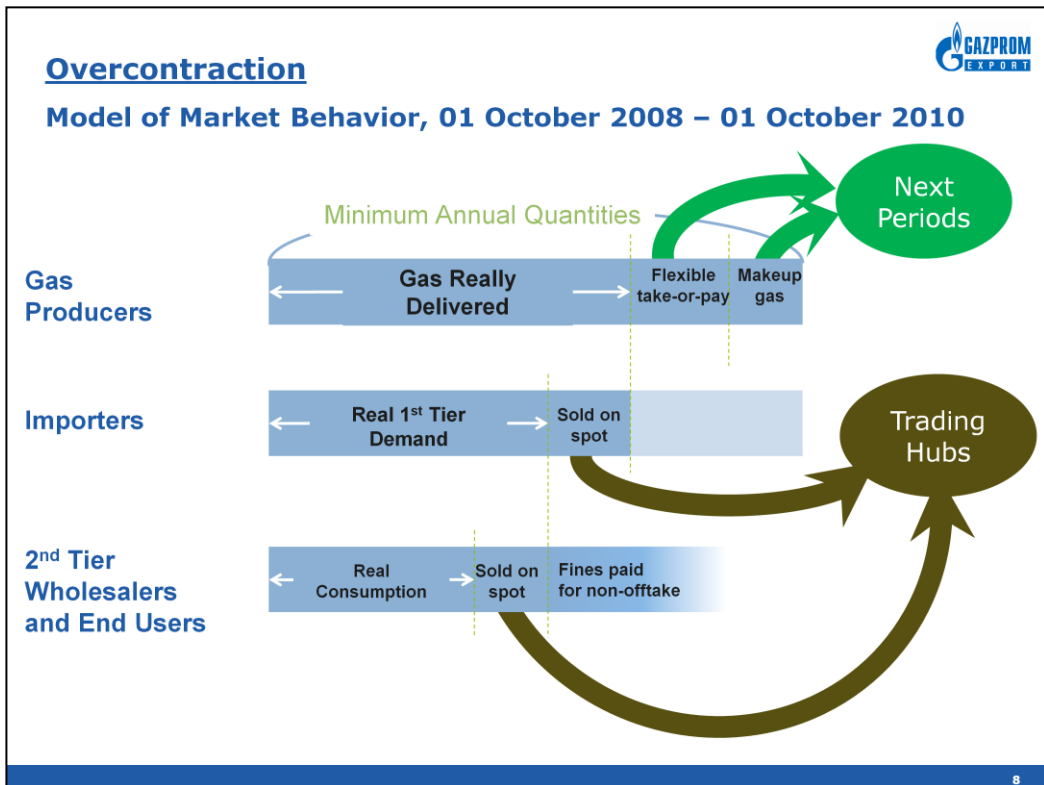 GAZPROM
EXPORT
Overcontraction
Model of Market Behavior, 01 October 2008 – 01 October 2010
Next
Periods
Minimum Annual Quantities
Gas
Producers
Gas Really
Delivered
Flexible
take-or-pay
Makeup
gas
Importers
Real 1st Tier
Demand
Sold on
spot
Trading
Hubs
2nd Tier
Wholesalers
and End Users
Real
Consumption
Sold on
spot
Fines paid
for non-offtake
8